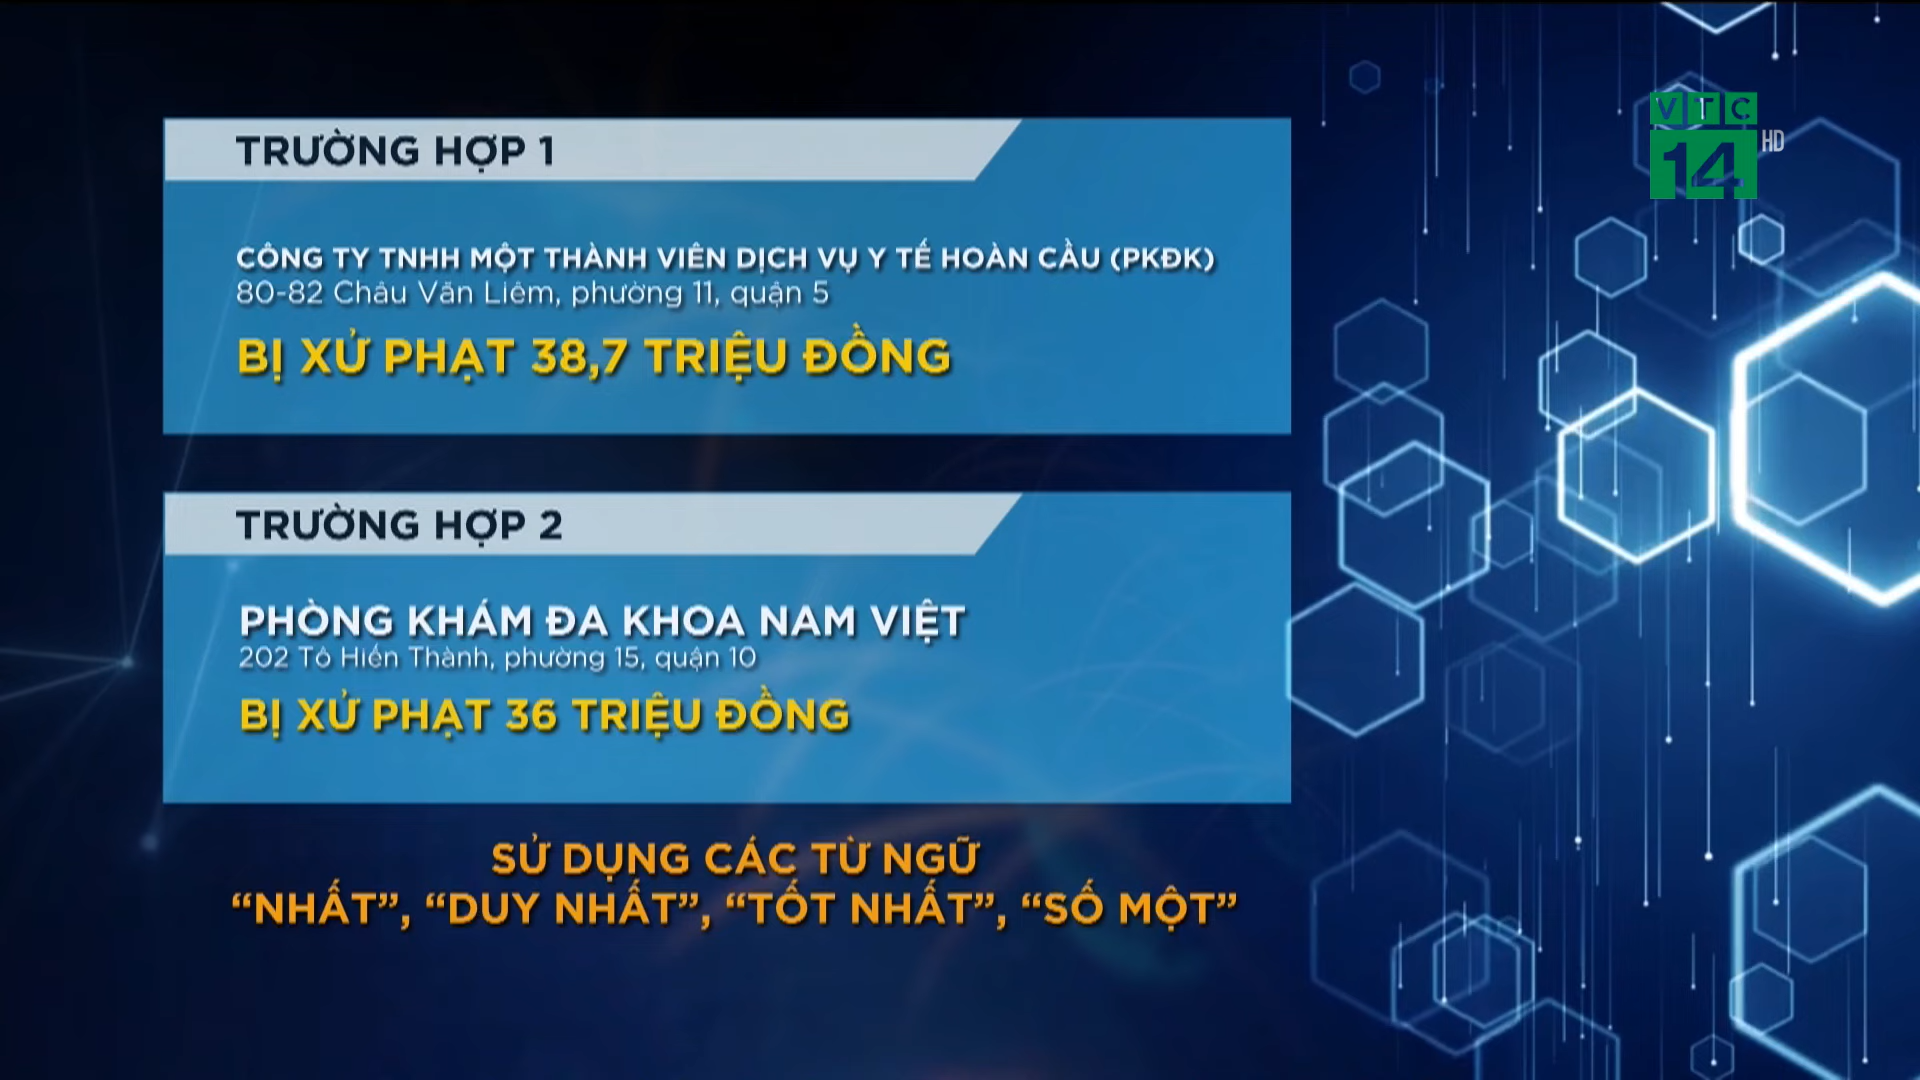 VTC
14 HD
TRƯỜNG HỢP 1
CÔNG TY TNHH MỘT THÀNH VIÊN DỊCH VỤ Y TẾ HOÀN CẦU (PKĐK)
80-82 Châu Văn Liêm, phường 11, quận 5
BỊ XỬ PHẠT 38,7 TRIỆU ĐỒNG
TRƯỜNG HỢP 2
PHÒNG KHÁM ĐA KHOA NAM VIỆT
202 Tô Hiến Thành, phường 15, quận 10
BỊ XỬ PHẠT 36 TRIỆU ĐỒNG
SỬ DỤNG CÁC TỪ NGỮ
“NHẤT”, “DUY NHẤT”, “TỐT NHẤT”, “SỐ MỘT”